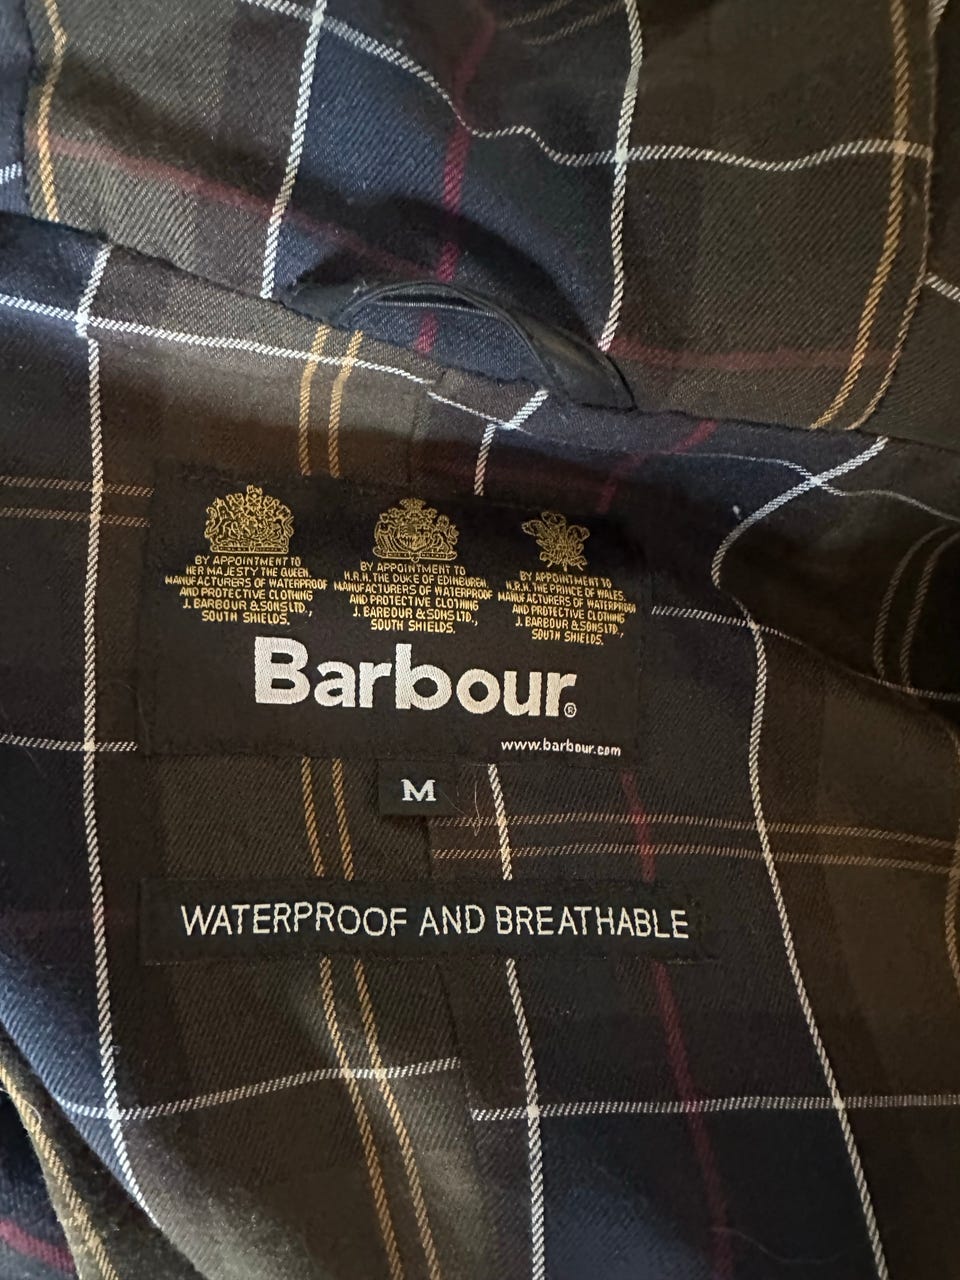 BY APPOINTMENT TO
HER MAJESTY THE QUEEN,
MANUFACTURERS OF WATERPROOF
AND PROTECTIVE CLOTHING
J. BARBOUR & SONS LTD.,
SOUTH SHIELDS.
BY APPOINTMENT TO
H.R.H. THE DUKE OF EDINBURGH,
MANUFACTURERS OF WATERPROOF
AND PROTECTIVE CLOTHING
J. BARBOUR & SONS LTD.,
SOUTH SHIELDS.
BY APPOINTMENT TO
H.R.H. THE PRINCE OF WALES,
MANUFACTURERS OF WATERPROOF
AND PROTECTIVE CLOTHING
J. BARBOUR & SONS LTD.,
SOUTH SHIELDS.
Barbour®
www.barbour.com
M
WATERPROOF AND BREATHABLE